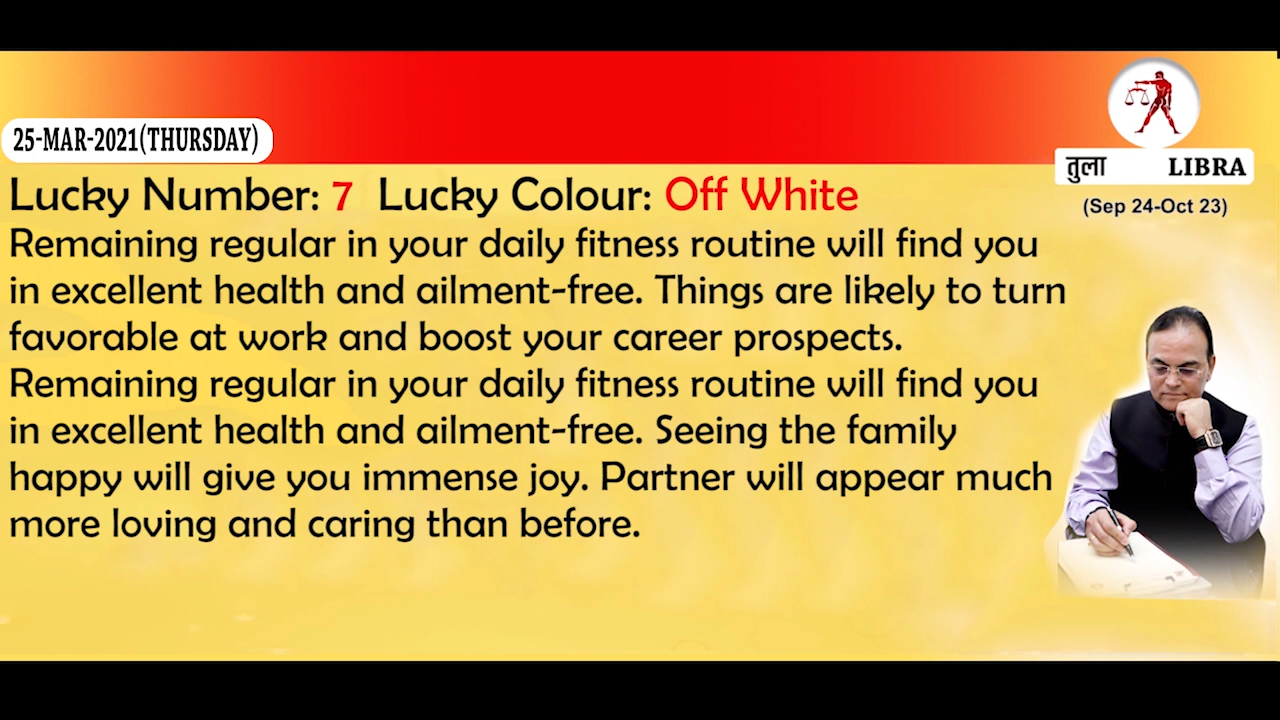 25-MAR-2021(THURSDAY)
तुला LIBRA
(Sep 24-Oct 23)
Lucky Number: 7 Lucky Colour: Off White
Remaining regular in your daily fitness routine will find you
in excellent health and ailment-free. Things are likely to turn
favorable at work and boost your career prospects.
Remaining regular in your daily fitness routine will find you
in excellent health and ailment-free. Seeing the family
happy will give you immense joy. Partner will appear much
more loving and caring than before.